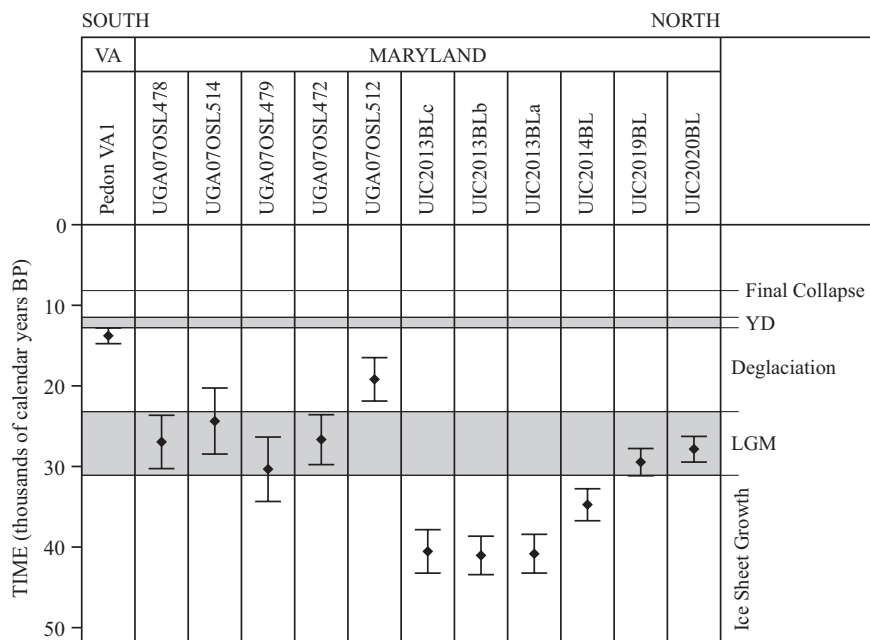 SOUTH NORTH
VA MARYLAND
Pedon VA1
UGA07OSL478
UGA07OSL514
UGA07OSL479
UGA07OSL472
UGA07OSL512
UIC2013BLc
UIC2013BLb
UIC2013BLa
UIC2014BL
UIC2019BL
UIC2020BL
TIME (thousands of calendar years BP)
0
10
20
30
40
50
Final Collapse
YD
Deglaciation
LGM
Ice Sheet Growth